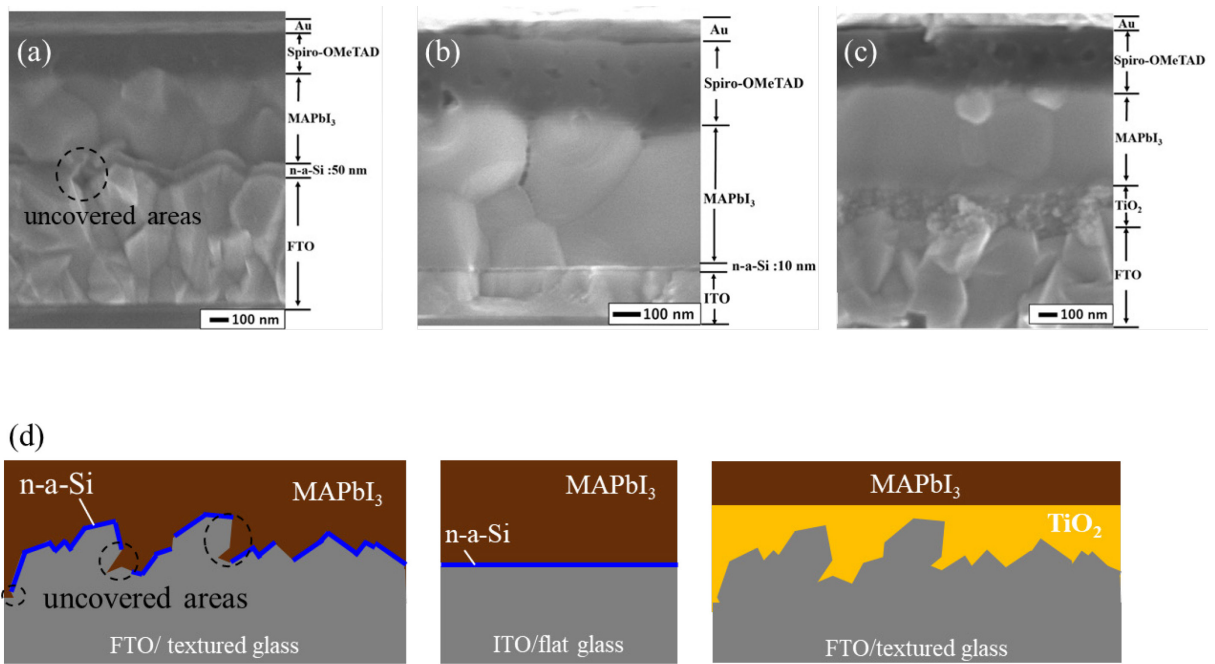 (a)
Au
Spiro-OMeTAD
MAPbI₃
n-a-Si :50 nm
uncovered areas
FTO
100 nm
(b)
Au
Spiro-OMeTAD
MAPbI₃
n-a-Si :10 nm
ITO
100 nm
(c)
Au
Spiro-OMeTAD
MAPbI₃
TiO₂
FTO
100 nm
(d)
n-a-Si
MAPbI₃
uncovered areas
FTO/ textured glass
MAPbI₃
n-a-Si
ITO/flat glass
MAPbI₃
TiO₂
FTO/textured glass